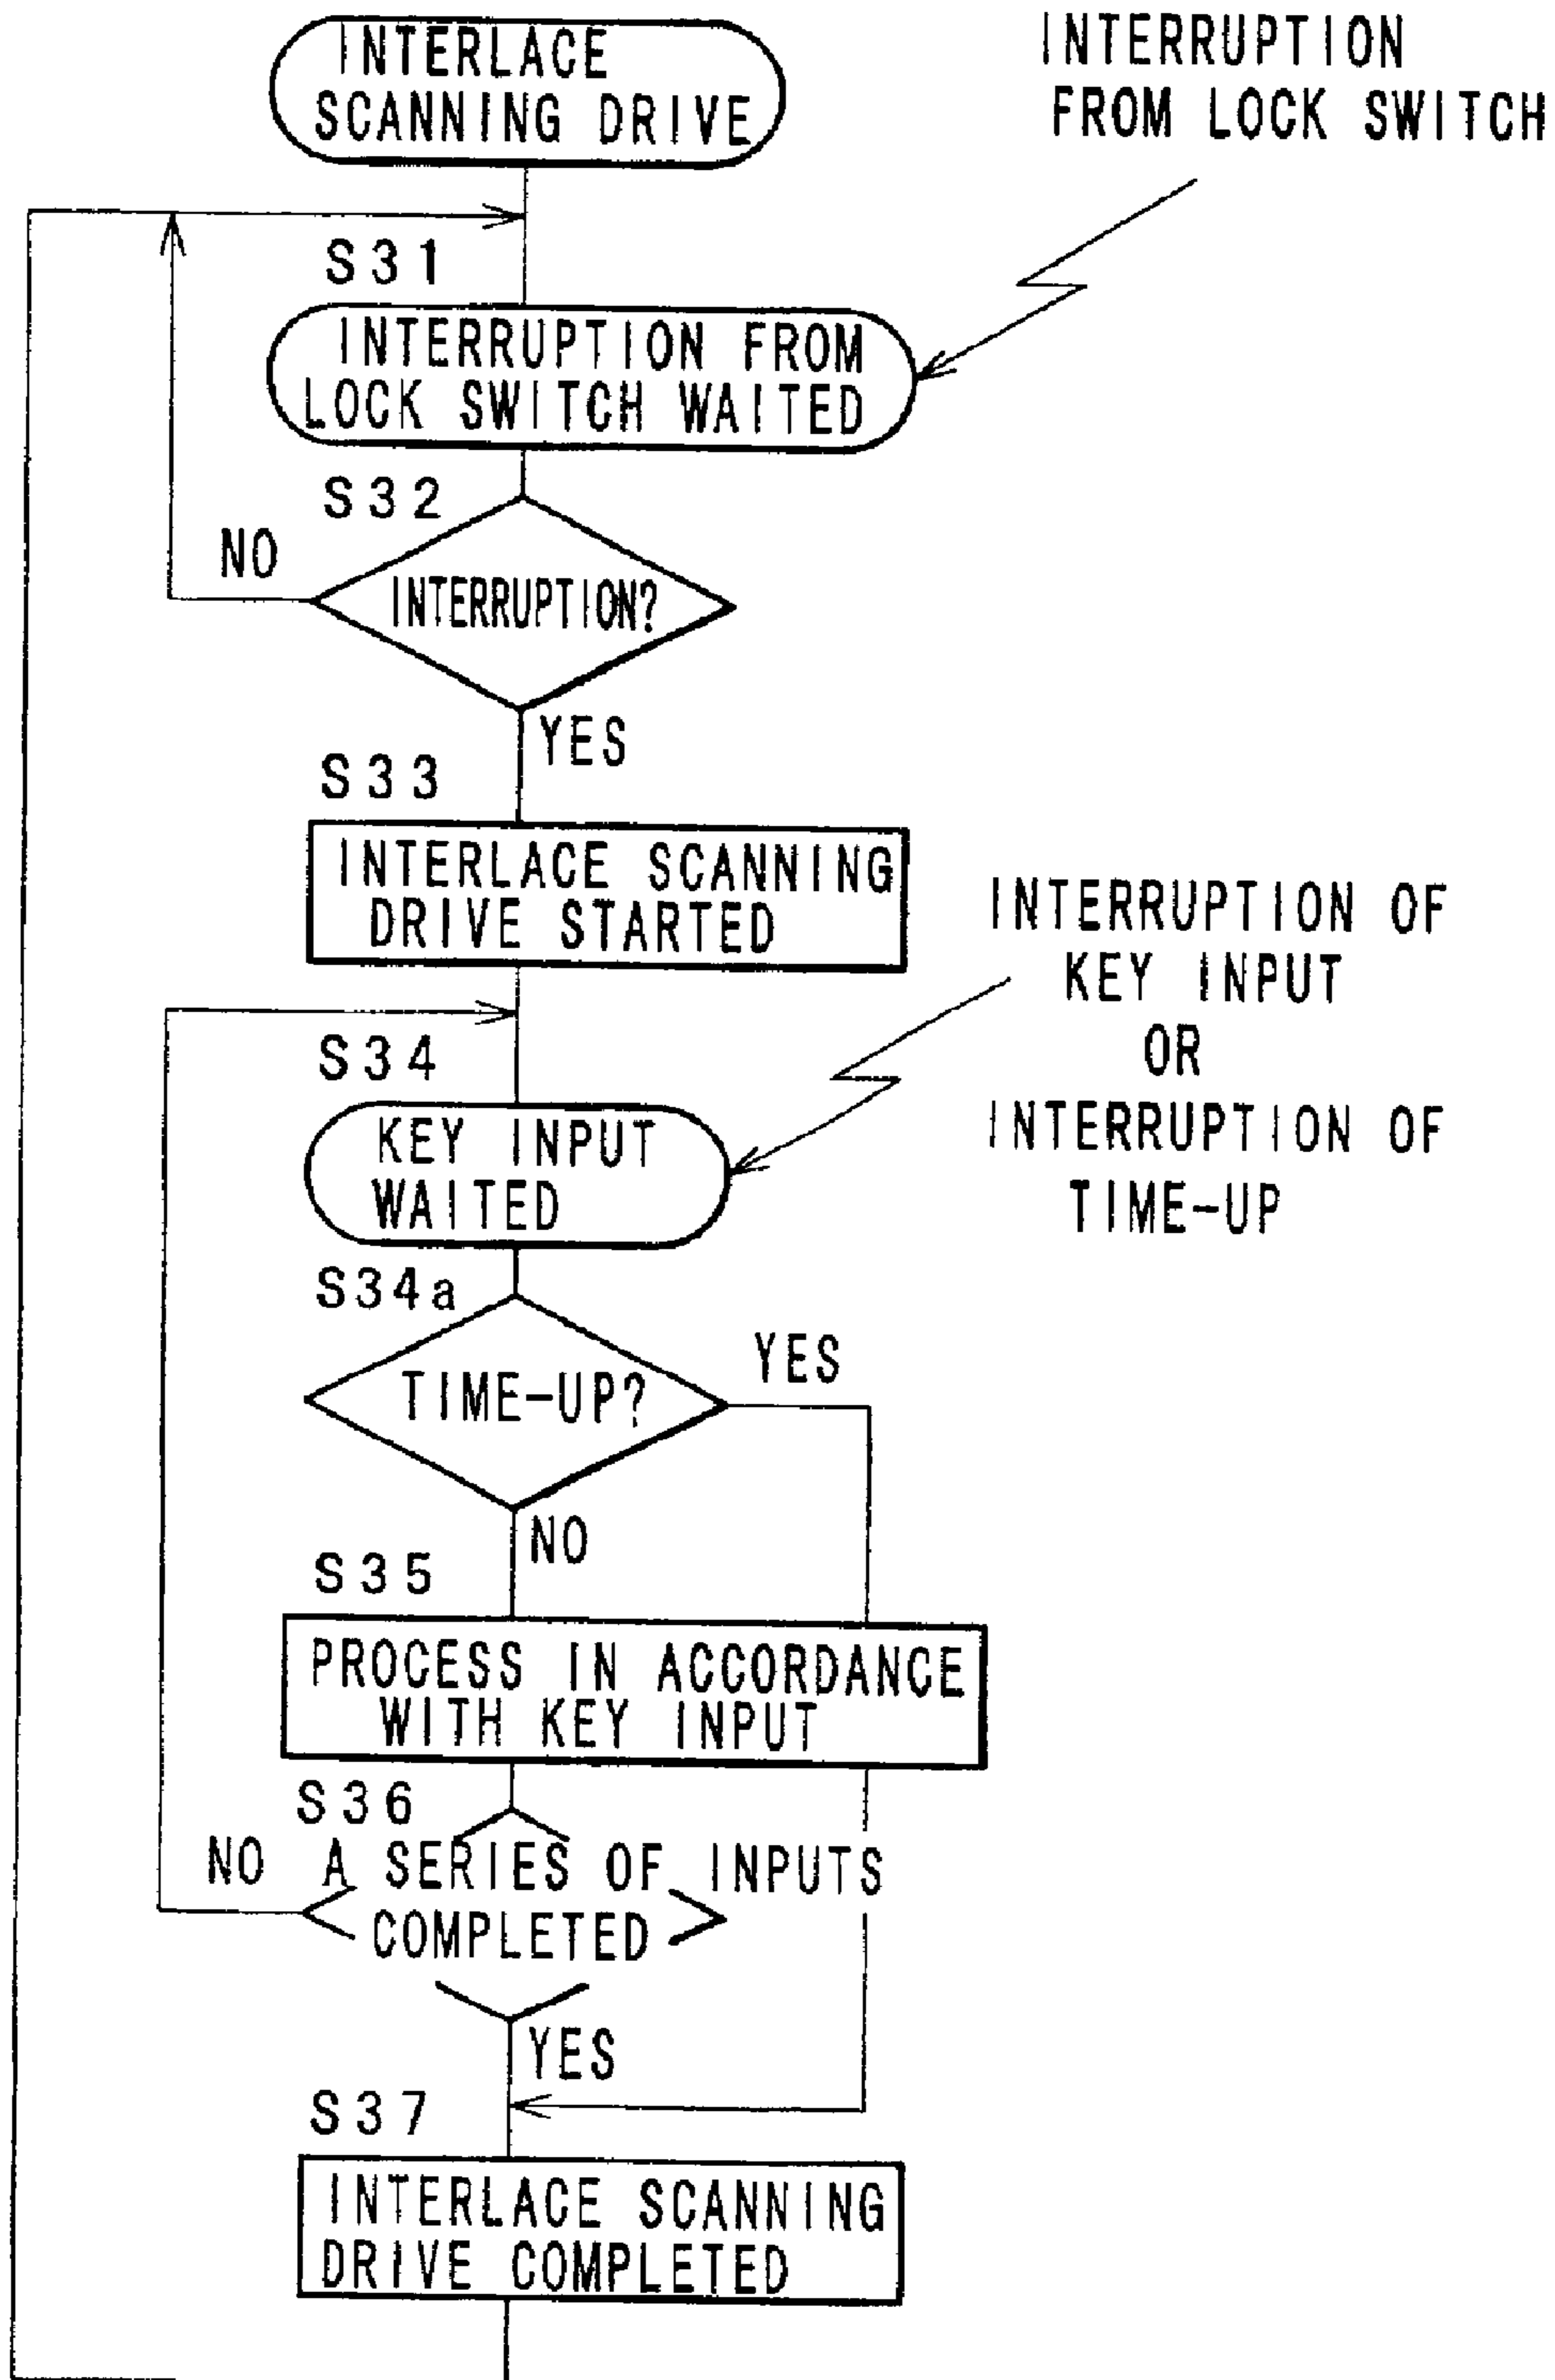 INTERLACE
SCANNING DRIVE
INTERRUPTION
FROM LOCK SWITCH
S31
INTERRUPTION FROM
LOCK SWITCH WAITED
S32
NO
INTERRUPTION?
YES
S33
INTERLACE SCANNING
DRIVE STARTED
INTERRUPTION OF
KEY INPUT
OR
INTERRUPTION OF
TIME-UP
S34
KEY INPUT
WAITED
S34a
YES
TIME-UP?
NO
S35
PROCESS IN ACCORDANCE
WITH KEY INPUT
S36
NO
A SERIES OF INPUTS
COMPLETED
YES
S37
INTERLACE SCANNING
DRIVE COMPLETED